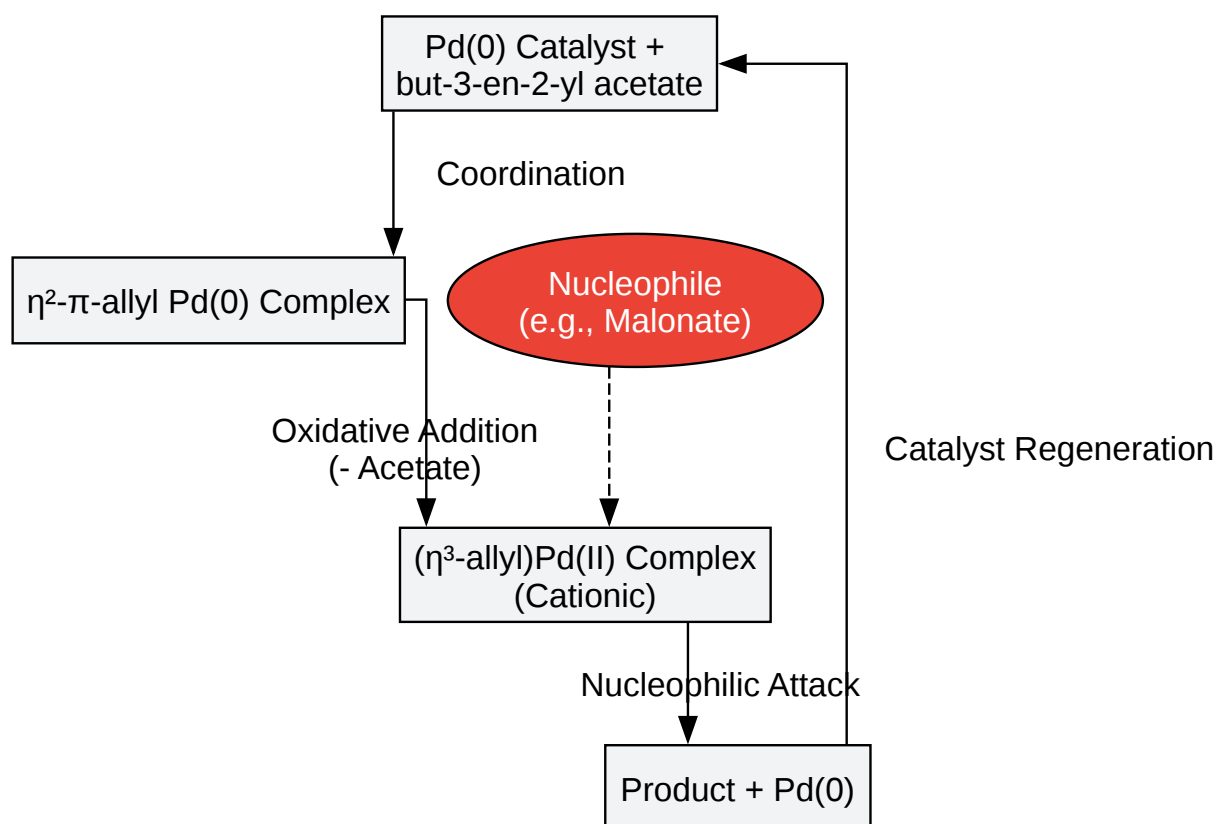 Pd(0) Catalyst +
but-3-en-2-yl acetate
Coordination
η²-π-allyl Pd(0) Complex
Nucleophile
(e.g., Malonate)
Oxidative Addition
(- Acetate)
Catalyst Regeneration
(η³-allyl)Pd(II) Complex
(Cationic)
Nucleophilic Attack
Product + Pd(0)